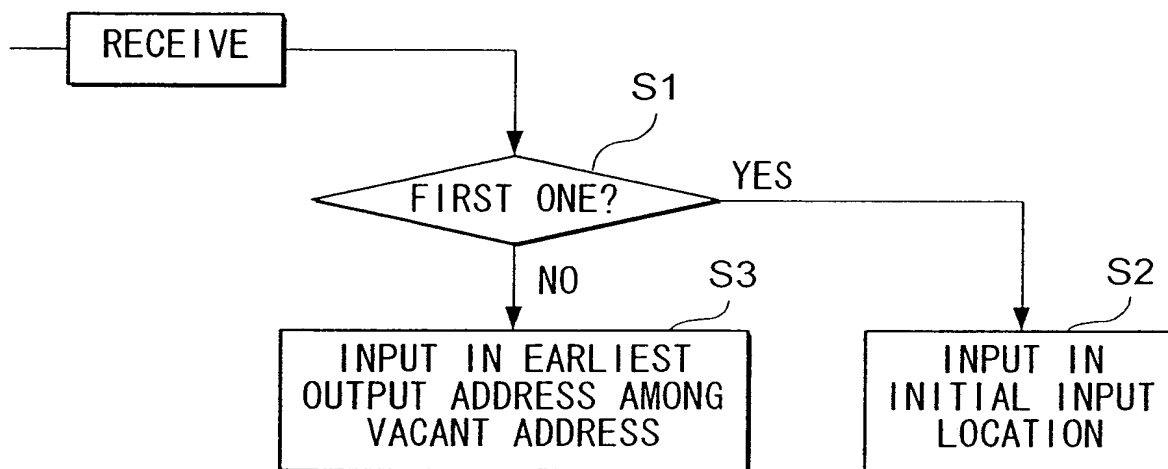 RECEIVE
S1
FIRST ONE?
YES
NO
S3
S2
INPUT IN EARLIEST
OUTPUT ADDRESS AMONG
VACANT ADDRESS
INPUT IN
INITIAL INPUT
LOCATION